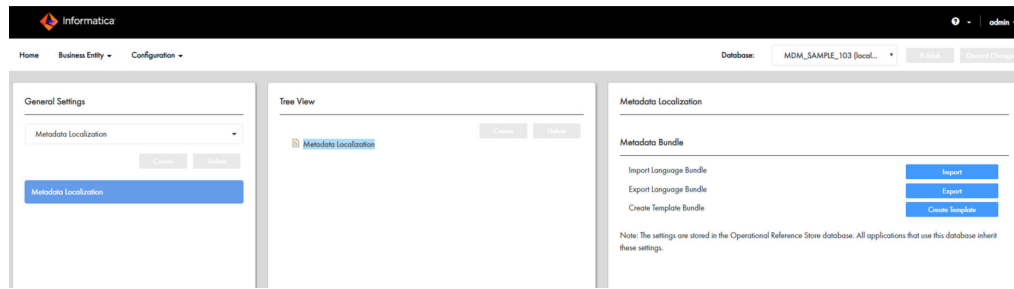 Informatica
admin
Home Business Entity Configuration Database: MDM_SAMPLE_103 (local... Publish Discard Changes
General Settings
Metadata Localization
Create Delete
Metadata Localization
Tree View
Create Delete
Metadata Localization
Metadata Localization
Metadata Bundle
Import Language Bundle Import
Export Language Bundle Export
Create Template Bundle Create Template
Note: The settings are stored in the Operational Reference Store database. All applications that use this database inherit
these settings.